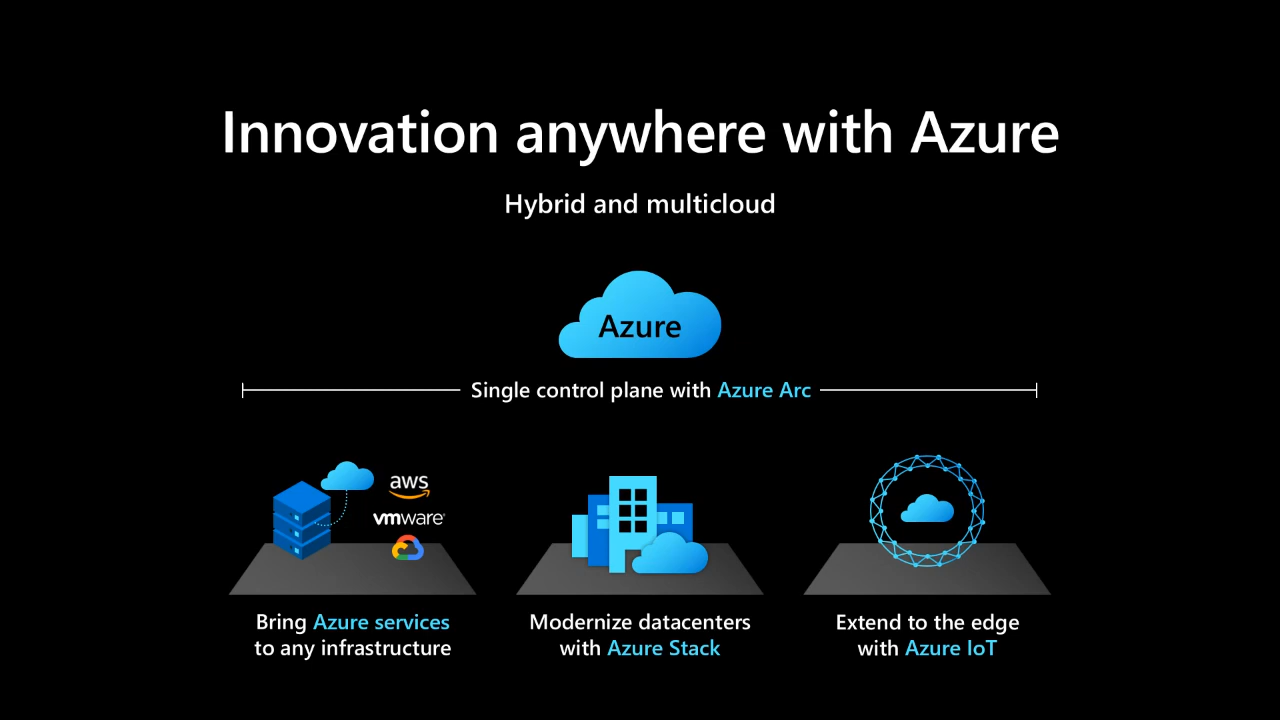 Innovation anywhere with Azure
Hybrid and multicloud
Azure
Single control plane with Azure Arc
aws
vmware®
Bring Azure services
to any infrastructure
Modernize datacenters
with Azure Stack
Extend to the edge
with Azure IoT